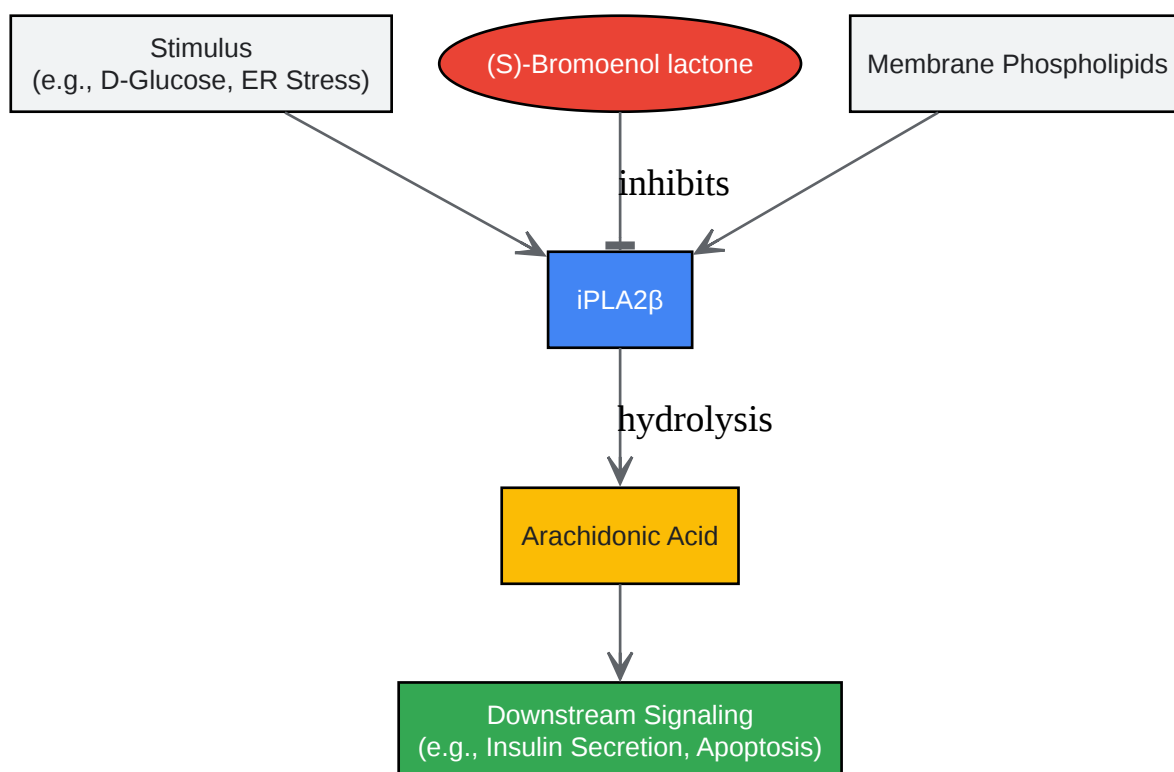 Stimulus
(e.g., D-Glucose, ER Stress)
(S)-Bromoenol lactone
Membrane Phospholipids
inhibits
iPLA2β
hydrolysis
Arachidonic Acid
Downstream Signaling
(e.g., Insulin Secretion, Apoptosis)